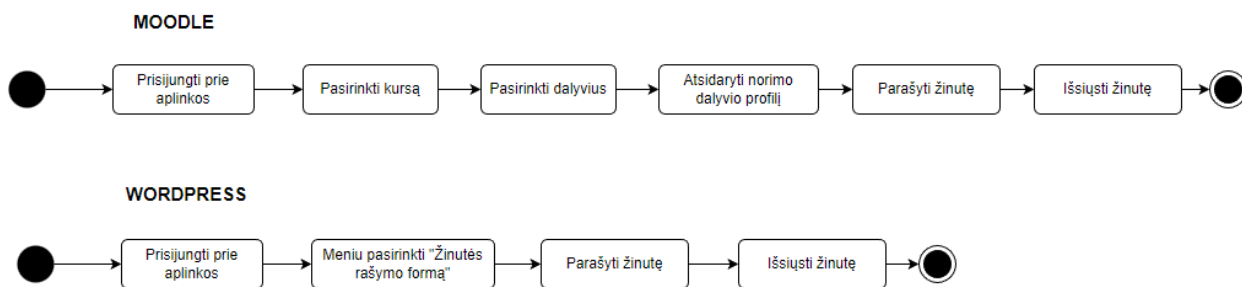 MOODLE
Prisijungti prie
aplinkos
Pasirinkti kursą
Pasirinkti dalyvius
Atsidaryti norimo
dalyvio profilį
Parašyti žinutę
Išsiųsti žinutę
WORDPRESS
Prisijungti prie
aplinkos
Meniu pasirinkti "Žinutės
rašymo formą"
Parašyti žinutę
Išsiųsti žinutę